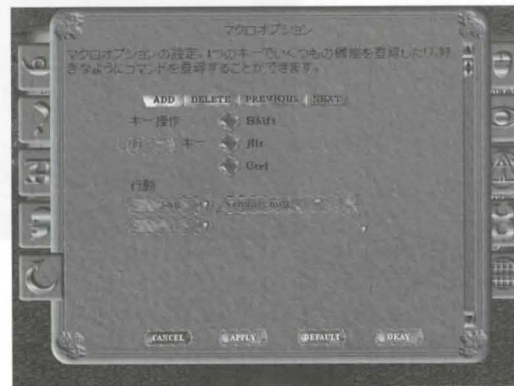 マクロオプション
マクロオプションの設定。1つのキーでいくつもの機能を登録したり、好
きなようにコマンドを登録することができます。
ADD DELETE PREVIOUS NEXT
キー操作 Shift
キー Alt
Ctrl
行動
CANCEL APPLY DEFAULT OKAY